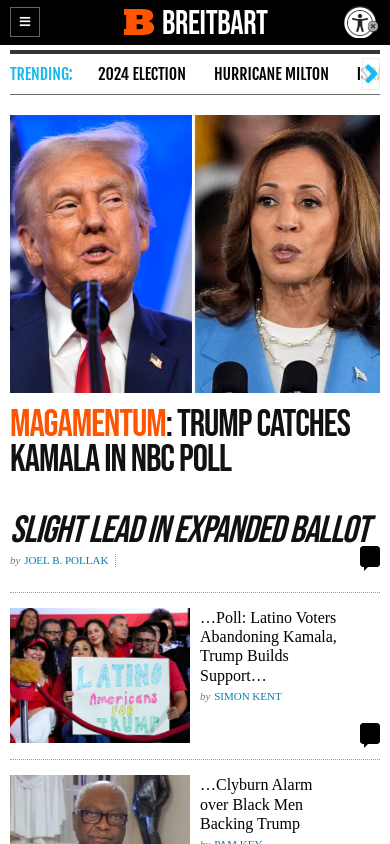 BREITBART
TRENDING:
2024 ELECTION
HURRICANE MILTON
MAGAMENTUM: TRUMP CATCHES
KAMALA IN NBC POLL
SLIGHT LEAD IN EXPANDED BALLOT
by JOEL B. POLLAK
LATINO
Americans
FOR
TRUMP
…Poll: Latino Voters
Abandoning Kamala,
Trump Builds
Support…
by SIMON KENT
…Clyburn Alarm
over Black Men
Backing Trump
by PAM KEY